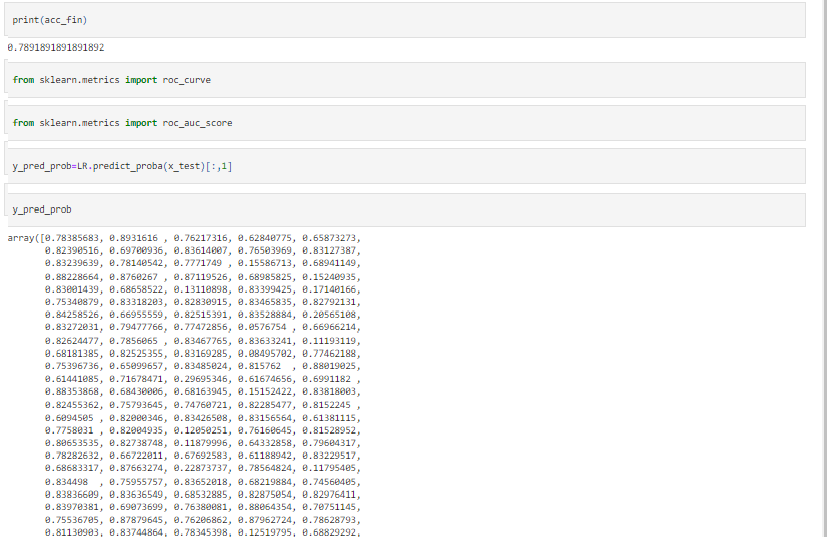 print(acc_fin)
0.7891891891891892
from sklearn.metrics import roc_curve
from sklearn.metrics import roc_auc_score
y_pred_prob=LR.predict_proba(x_test)[:,1]
y_pred_prob
array([0.78385683, 0.8931616 , 0.76217316, 0.62840775, 0.65873273,
0.82390516, 0.69700936, 0.83614007, 0.76503969, 0.83127387,
0.83239639, 0.78140542, 0.7771749 , 0.15586713, 0.68941149,
0.88228664, 0.8760267 , 0.87119526, 0.68985825, 0.15240935,
0.83001439, 0.68658522, 0.13110898, 0.83399425, 0.17140166,
0.75340879, 0.83318203, 0.82830915, 0.83465835, 0.82792131,
0.84258526, 0.66955559, 0.82515391, 0.83528884, 0.20565108,
0.83272031, 0.79477766, 0.77472856, 0.0576754 , 0.66966214,
0.82624477, 0.7856065 , 0.83467765, 0.83633241, 0.11193119,
0.68181385, 0.82525355, 0.83169285, 0.08495702, 0.77462188,
0.75396736, 0.65099657, 0.83485024, 0.815762  , 0.88019025,
0.61441085, 0.71678471, 0.29695346, 0.61674656, 0.6991182 ,
0.88353868, 0.68430006, 0.68163945, 0.15152422, 0.83818003,
0.82455362, 0.75793645, 0.74760721, 0.82285477, 0.8152245 ,
0.6094505 , 0.82000346, 0.83426508, 0.83156564, 0.61381115,
0.7758031 , 0.82004935, 0.12050251, 0.76160645, 0.81528952,
0.80653535, 0.82738748, 0.11879996, 0.64332858, 0.79604317,
0.78282632, 0.66722011, 0.67692583, 0.61188942, 0.83229517,
0.68683317, 0.87663274, 0.22873737, 0.78564824, 0.11795405,
0.834498  , 0.75955757, 0.83652018, 0.68219884, 0.74560405,
0.83836609, 0.83636549, 0.68532885, 0.82875054, 0.82976411,
0.83970381, 0.69073699, 0.76380081, 0.88064354, 0.70751145,
0.75536705, 0.87879645, 0.76206862, 0.87962724, 0.78628793,
0.81130903, 0.83744864, 0.78345398, 0.12519795, 0.68829292,